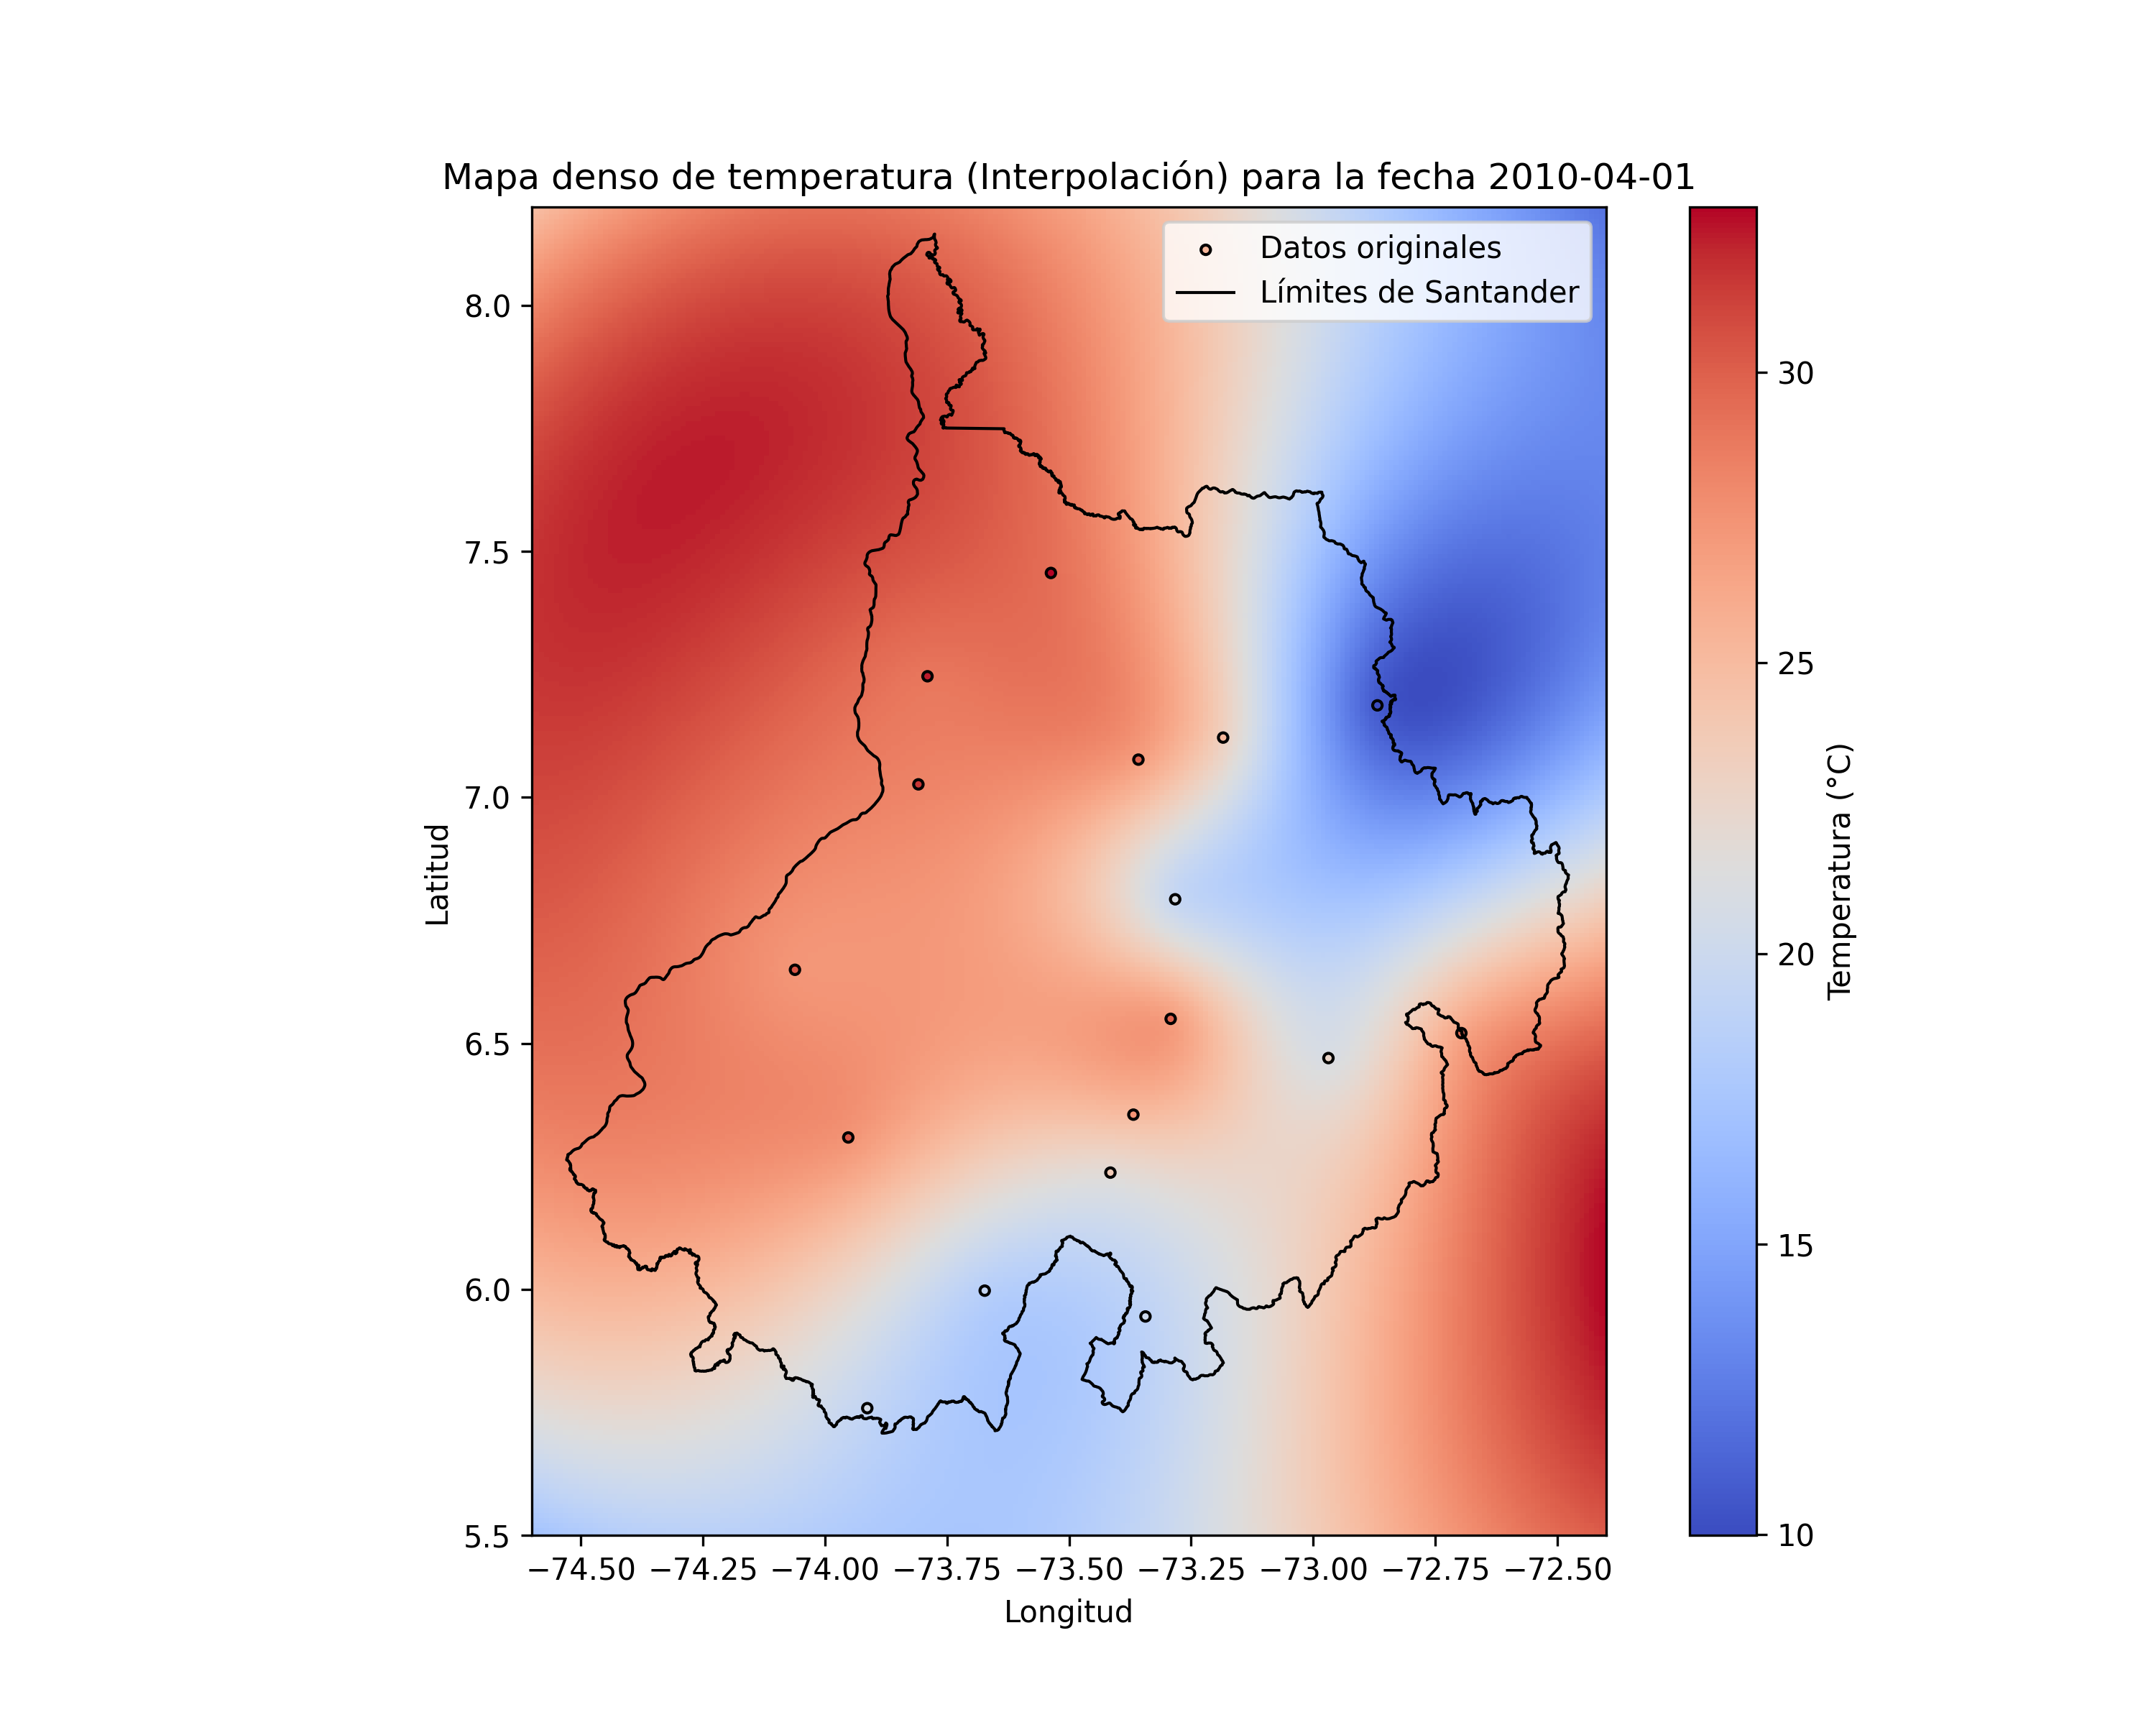 Mapa denso de temperatura (Interpolación) para la fecha 2010-04-01
Datos originales
Límites de Santander
8.0
7.5
7.0
6.5
6.0
5.5
Latitud
−74.50 −74.25 −74.00 −73.75 −73.50 −73.25 −73.00 −72.75 −72.50
Longitud
30
25
20
15
10
Temperatura (°C)